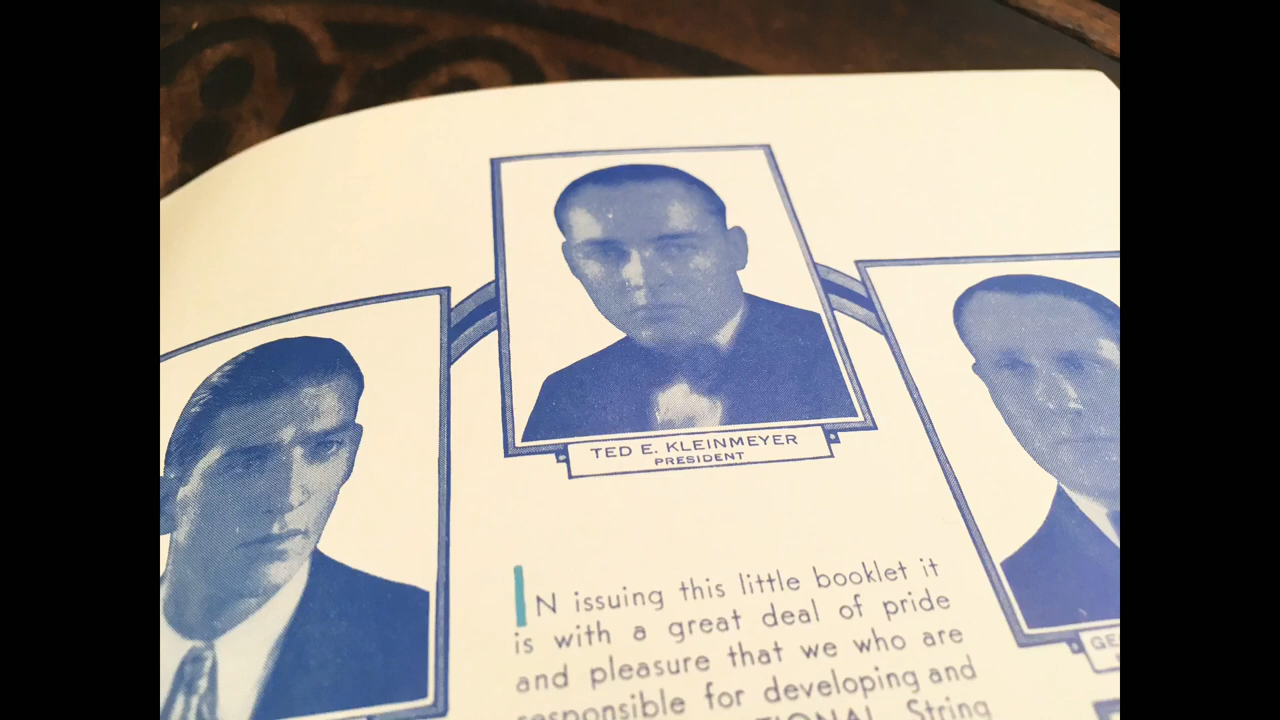 TED E. KLEINMEYER
PRESIDENT
IN issuing this little booklet it
is with a great deal of pride
and pleasure that we who are
responsible for developing and
String